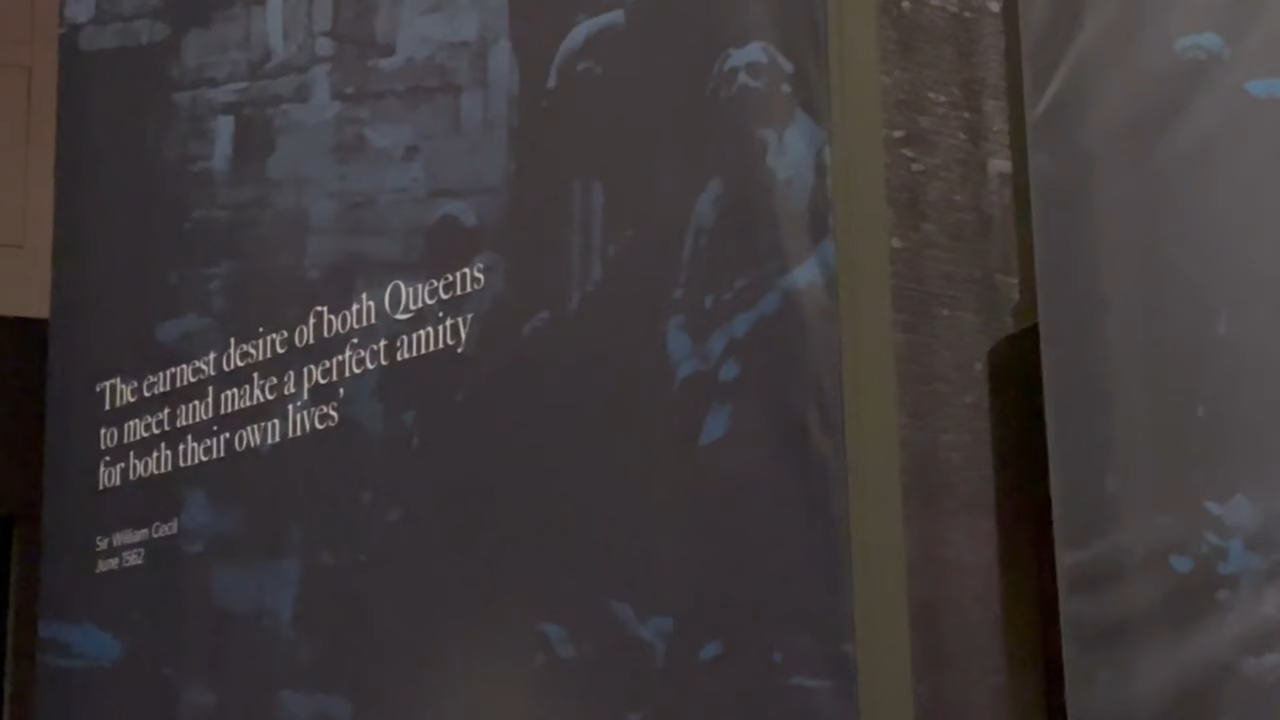 ‘The earnest desire of both Queens
to meet and make a perfect amity
for both their own lives’
Sir William Cecil
June 1562